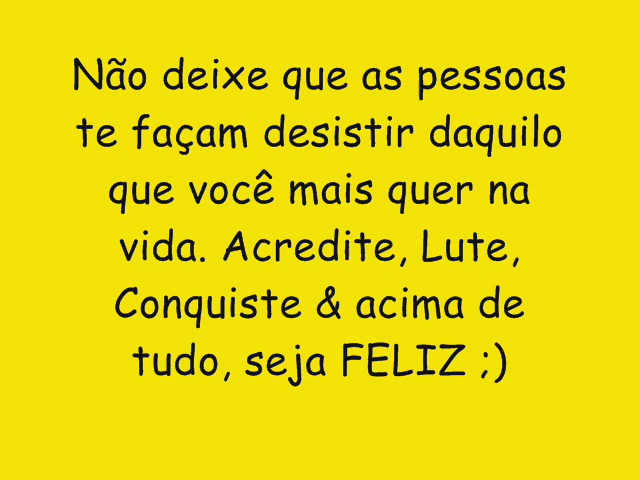 Não deixe que as pessoas
te façam desistir daquilo
que você mais quer na
vida. Acredite, Lute,
Conquiste & acima de
tudo, seja FELIZ ;)